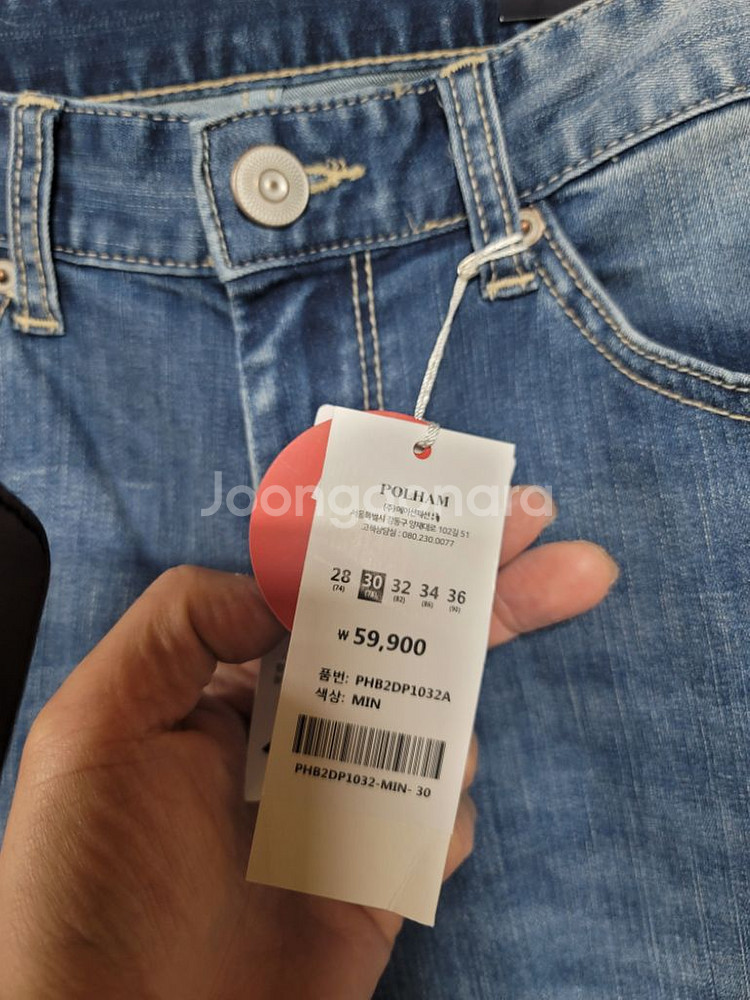 POLHAM
(주)에이션패션
서울특별시 강동구 양재대로 102길 51
고객상담실 : 080.230.0077
28 30 32 34 36
(74) (78) (82) (86) (90)
₩ 59,900
품번: PHB2DP1032A
색상: MIN
PHB2DP1032-MIN- 30
Joongonara